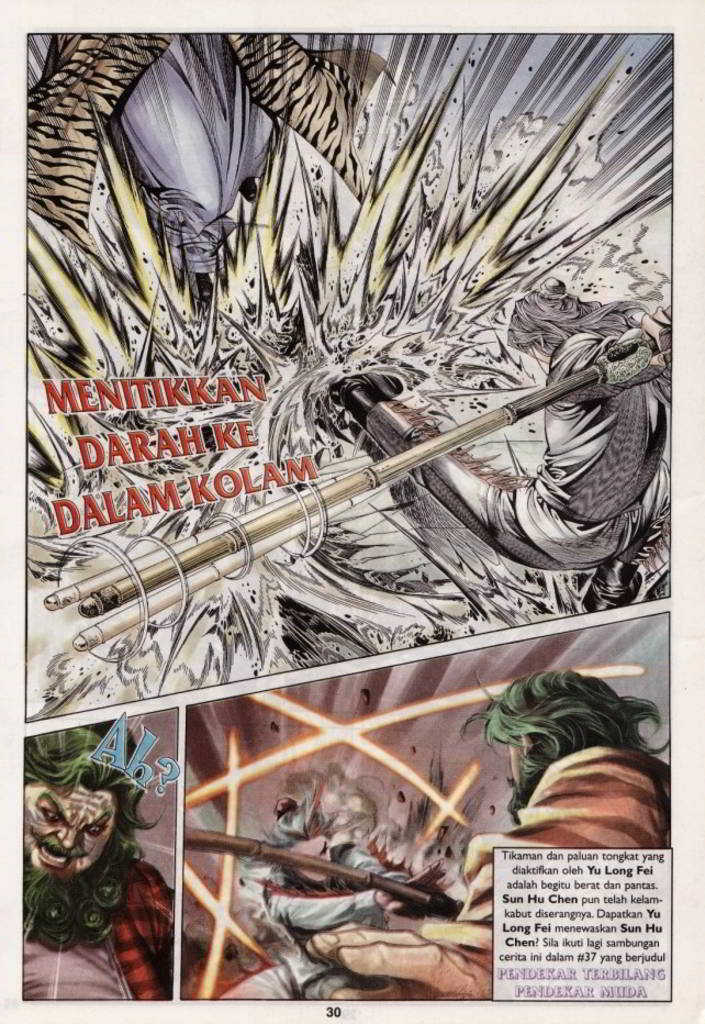 MENITIKKAN
DARAH KE
DALAM KOLAM
Ah?
Tikaman dan paluan tongkat yang
diaktifkan oleh Yu Long Fei
adalah begitu berat dan pantas.
Sun Hu Chen pun telah kelam-
kabut diserangnya. Dapatkan Yu
Long Fei menewaskan Sun Hu
Chen? Sila ikuti lagi sambungan
cerita ini dalam #37 yang berjudul
PENDEKAR TERBILANG
PENDEKAR MUDA
30